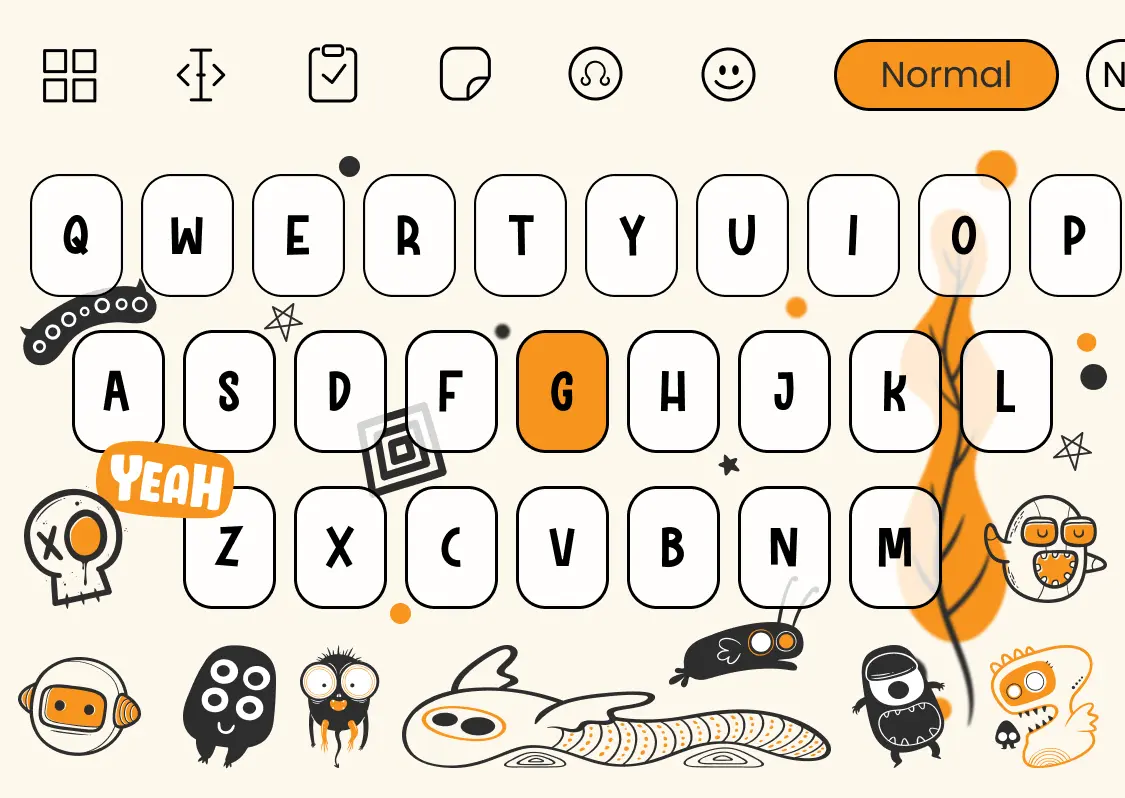 Normal N
Q W E R T Y U I O P
A S D F G H J K L
YEAH
Z X C V B N M